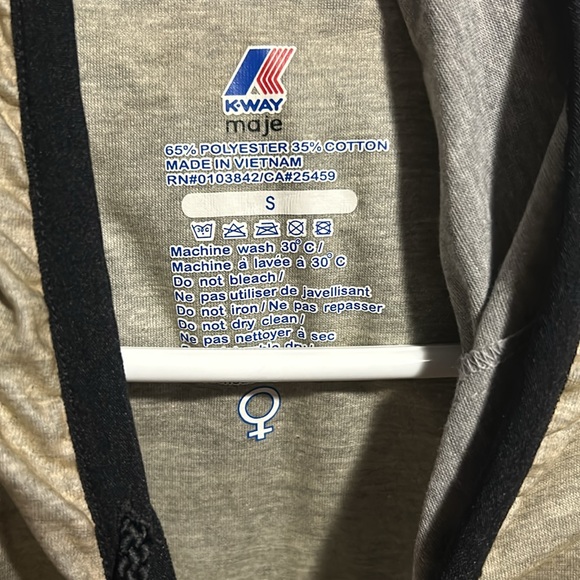 K-WAY
maje
65% POLYESTER 35% COTTON
MADE IN VIETNAM
RN#0103842/CA#25459
S
Machine wash 30°C/
Machine à lavée à 30°C
Do not bleach/
Ne pas utiliser de javellisant
Do not iron/Ne pas repasser
Do not dry clean/
Ne pas nettoyer à sec